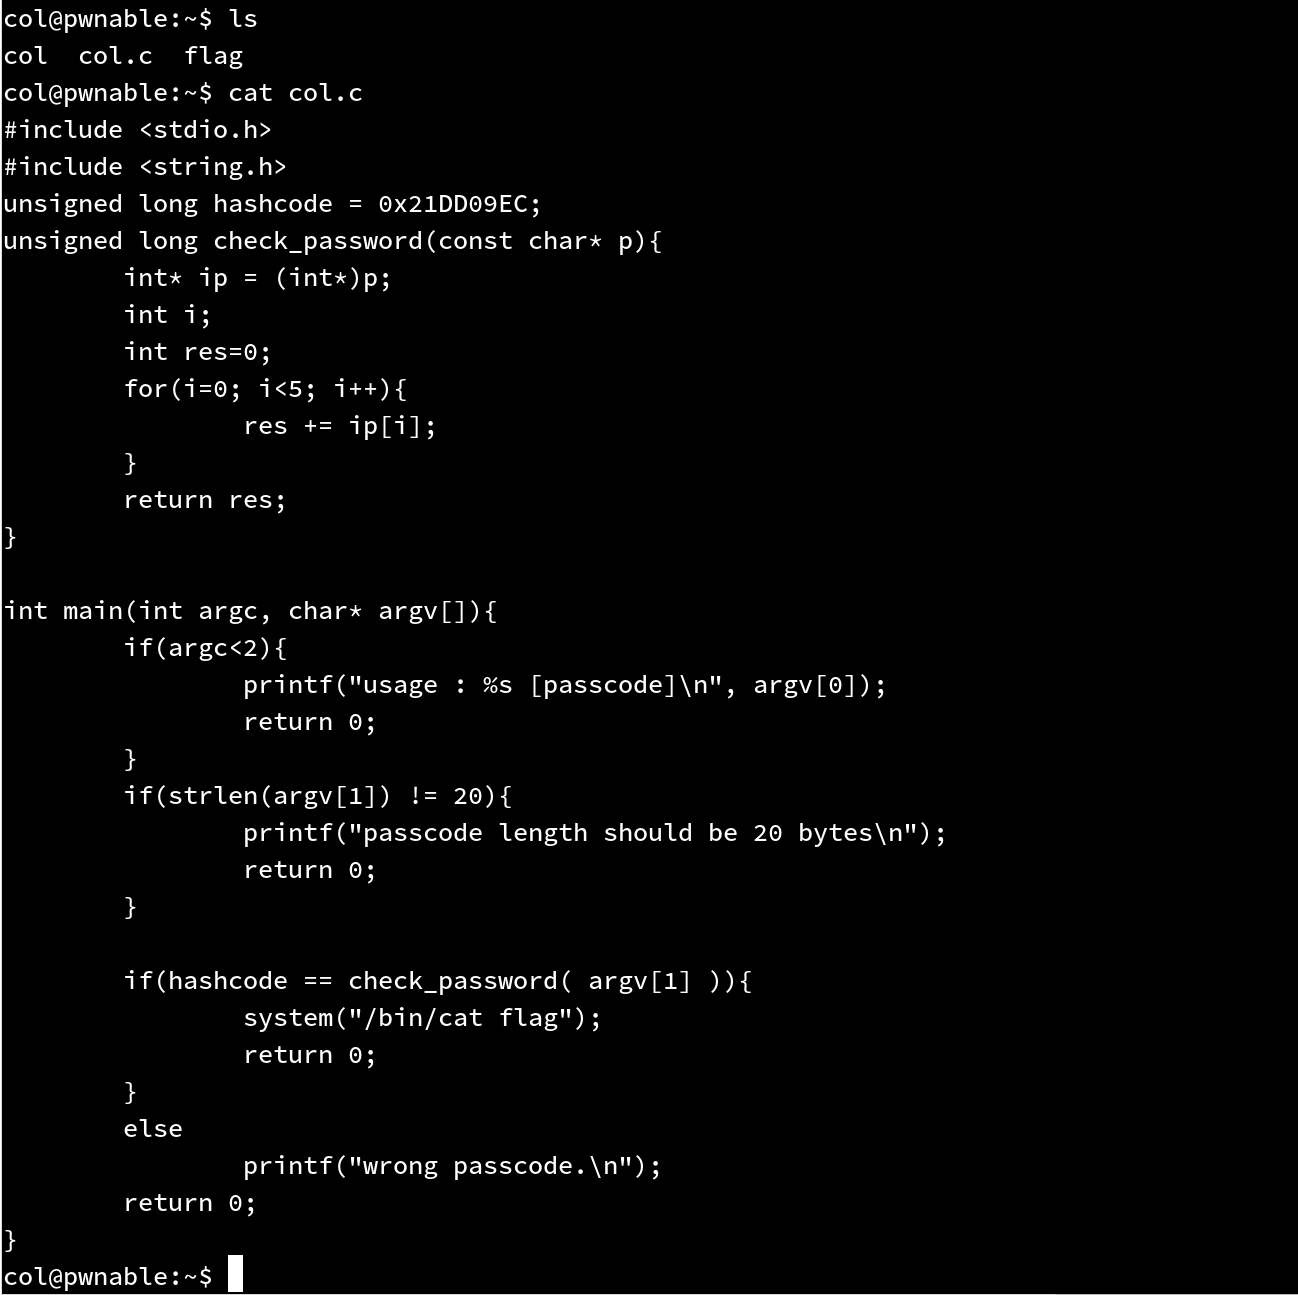 col@pwnable:~$ ls
col  col.c  flag
col@pwnable:~$ cat col.c
#include <stdio.h>
#include <string.h>
unsigned long hashcode = 0x21DD09EC;
unsigned long check_password(const char* p){
        int* ip = (int*)p;
        int i;
        int res=0;
        for(i=0; i<5; i++){
                res += ip[i];
        }
        return res;
}

int main(int argc, char* argv[]){
        if(argc<2){
                printf("usage : %s [passcode]\n", argv[0]);
                return 0;
        }
        if(strlen(argv[1]) != 20){
                printf("passcode length should be 20 bytes\n");
                return 0;
        }

        if(hashcode == check_password( argv[1] )){
                system("/bin/cat flag");
                return 0;
        }
        else
                printf("wrong passcode.\n");
        return 0;
}
col@pwnable:~$